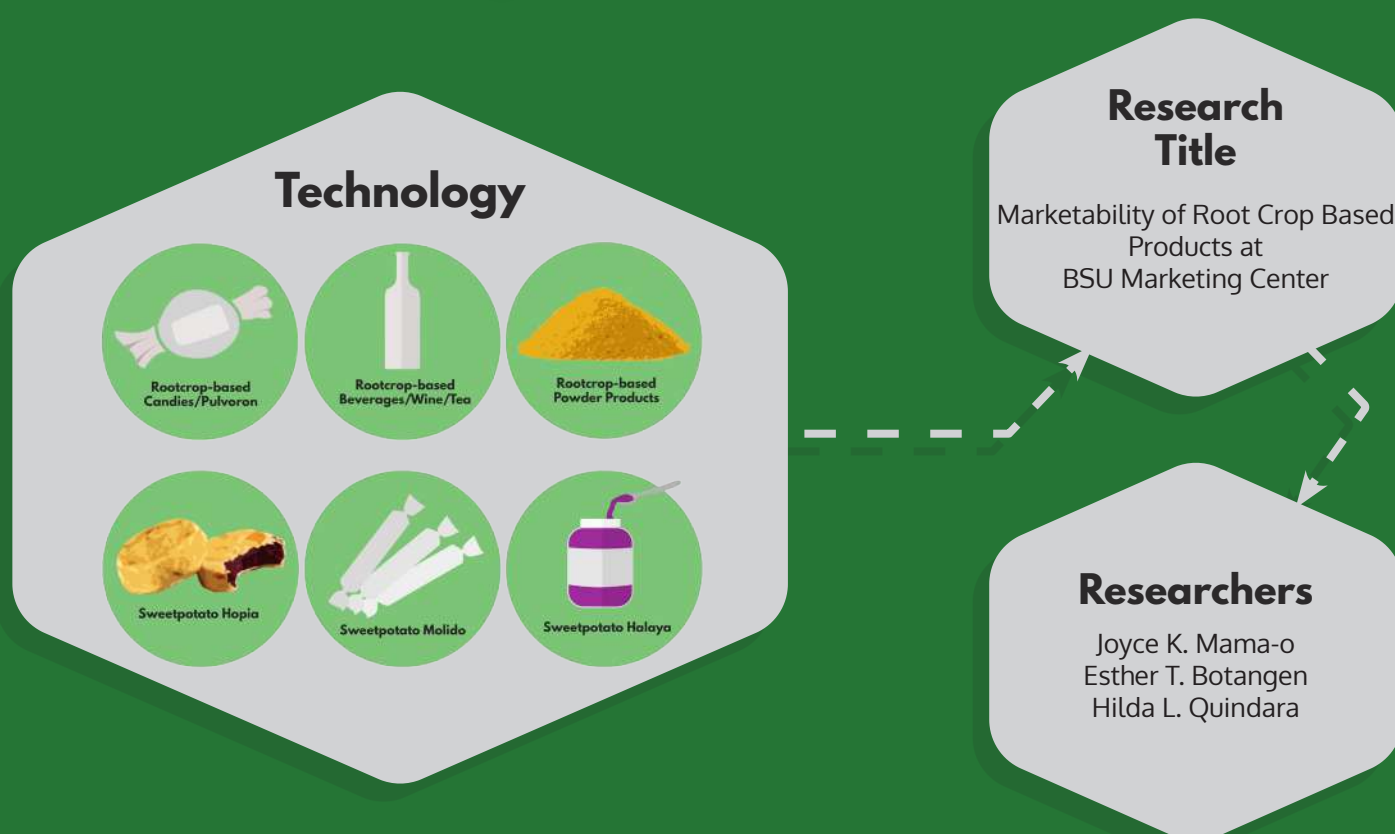 Technology
Rootcrop-based
Candies/Pulvoron
Rootcrop-based
Beverages/Wine/Tea
Rootcrop-based
Powder Products
Sweetpotato Hopia
Sweetpotato Molido
Sweetpotato Halaya
Research
Title
Marketability of Root Crop Based
Products at
BSU Marketing Center
Researchers
Joyce K. Mama-o
Esther T. Botangen
Hilda L. Quindara